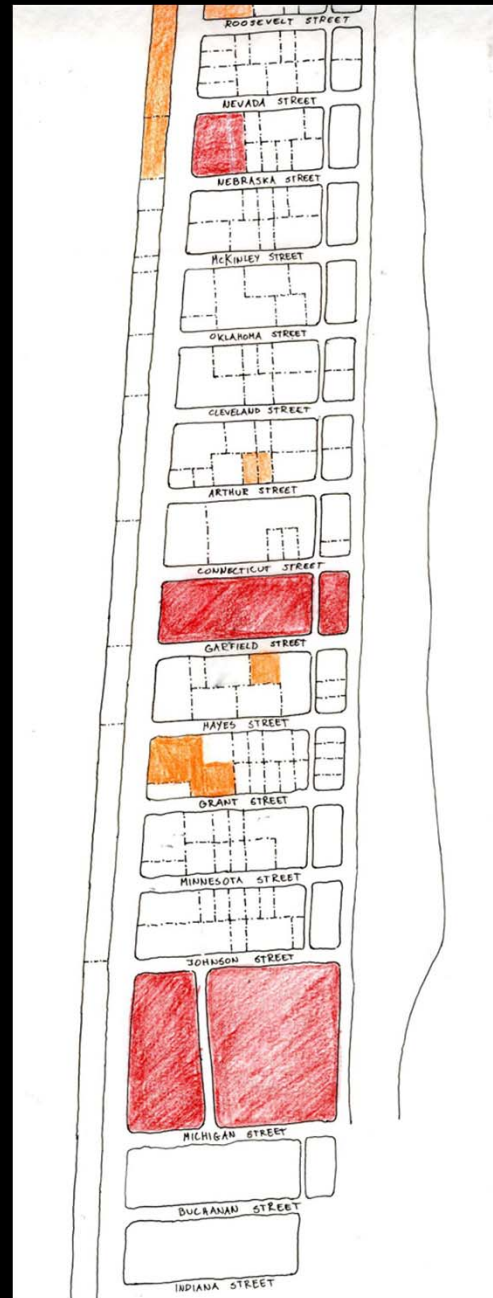 ROOSEVELT STREET
NEVADA STREET
NEBRASKA STREET
McKINLEY STREET
OKLAHOMA STREET
CLEVELAND STREET
ARTHUR STREET
CONNECTICUT STREET
GARFIELD STREET
HAYES STREET
GRANT STREET
MINNESOTA STREET
JOHNSON STREET
MICHIGAN STREET
BUCHANAN STREET
INDIANA STREET